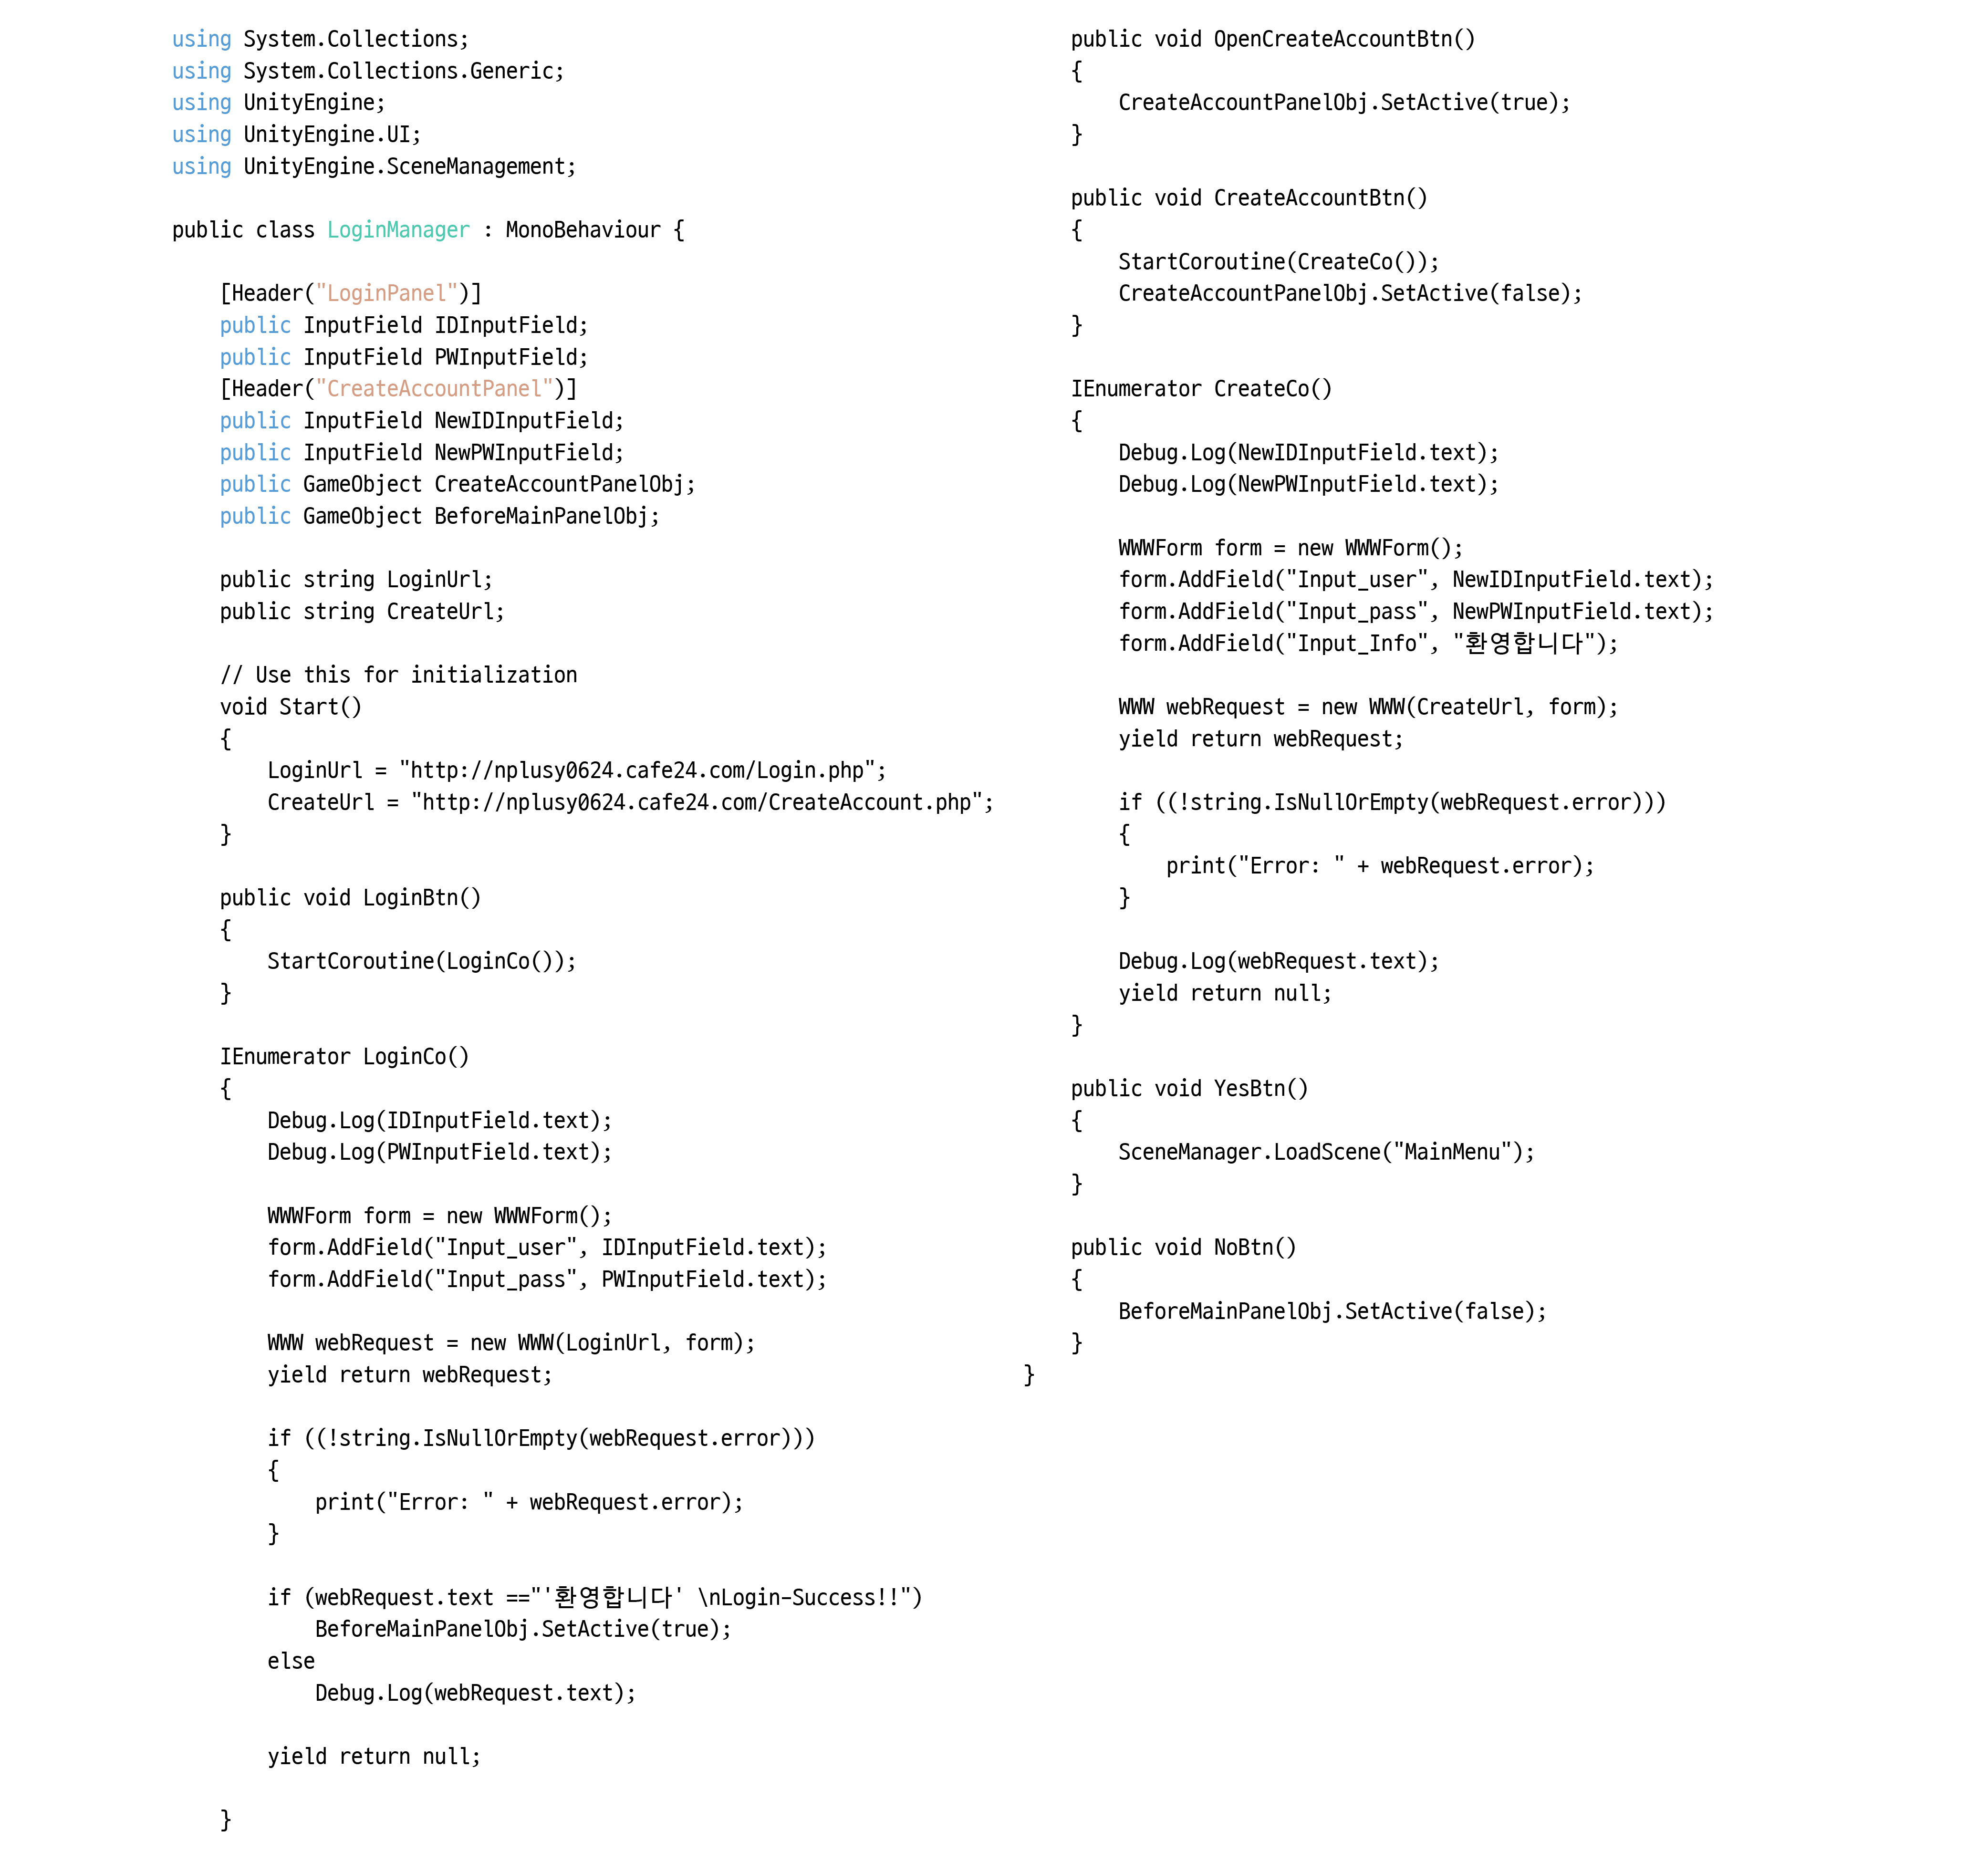 using System.Collections;
using System.Collections.Generic;
using UnityEngine;
using UnityEngine.UI;
using UnityEngine.SceneManagement;

public class LoginManager : MonoBehaviour {

    [Header("LoginPanel")]
    public InputField IDInputField;
    public InputField PWInputField;
    [Header("CreateAccountPanel")]
    public InputField NewIDInputField;
    public InputField NewPWInputField;
    public GameObject CreateAccountPanelObj;
    public GameObject BeforeMainPanelObj;

    public string LoginUrl;
    public string CreateUrl;

    // Use this for initialization
    void Start()
    {
        LoginUrl = "http://nplusy0624.cafe24.com/Login.php";
        CreateUrl = "http://nplusy0624.cafe24.com/CreateAccount.php";
    }

    public void LoginBtn()
    {
        StartCoroutine(LoginCo());
    }

    IEnumerator LoginCo()
    {
        Debug.Log(IDInputField.text);
        Debug.Log(PWInputField.text);

        WWWForm form = new WWWForm();
        form.AddField("Input_user", IDInputField.text);
        form.AddField("Input_pass", PWInputField.text);

        WWW webRequest = new WWW(LoginUrl, form);
        yield return webRequest;

        if ((!string.IsNullOrEmpty(webRequest.error)))
        {
            print("Error: " + webRequest.error);
        }

        if (webRequest.text =="'환영합니다' \nLogin-Success!!")
            BeforeMainPanelObj.SetActive(true);
        else
            Debug.Log(webRequest.text);

        yield return null;

    }

    public void OpenCreateAccountBtn()
    {
        CreateAccountPanelObj.SetActive(true);
    }

    public void CreateAccountBtn()
    {
        StartCoroutine(CreateCo());
        CreateAccountPanelObj.SetActive(false);
    }

    IEnumerator CreateCo()
    {
        Debug.Log(NewIDInputField.text);
        Debug.Log(NewPWInputField.text);

        WWWForm form = new WWWForm();
        form.AddField("Input_user", NewIDInputField.text);
        form.AddField("Input_pass", NewPWInputField.text);
        form.AddField("Input_Info", "환영합니다");

        WWW webRequest = new WWW(CreateUrl, form);
        yield return webRequest;

        if ((!string.IsNullOrEmpty(webRequest.error)))
        {
            print("Error: " + webRequest.error);
        }

        Debug.Log(webRequest.text);
        yield return null;
    }

    public void YesBtn()
    {
        SceneManager.LoadScene("MainMenu");
    }

    public void NoBtn()
    {
        BeforeMainPanelObj.SetActive(false);
    }
}